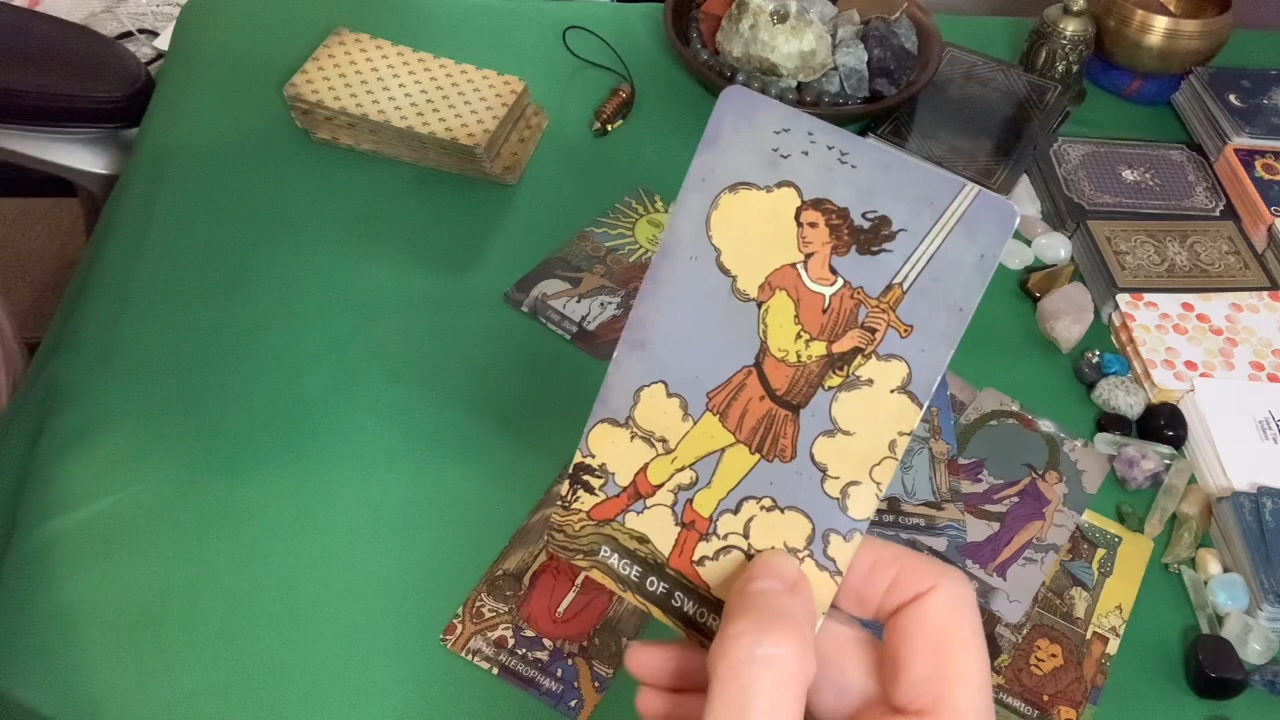 THE SUN
PAGE OF SWOR
G OF CUPS
THE HIEROPHANT
CHARIOT